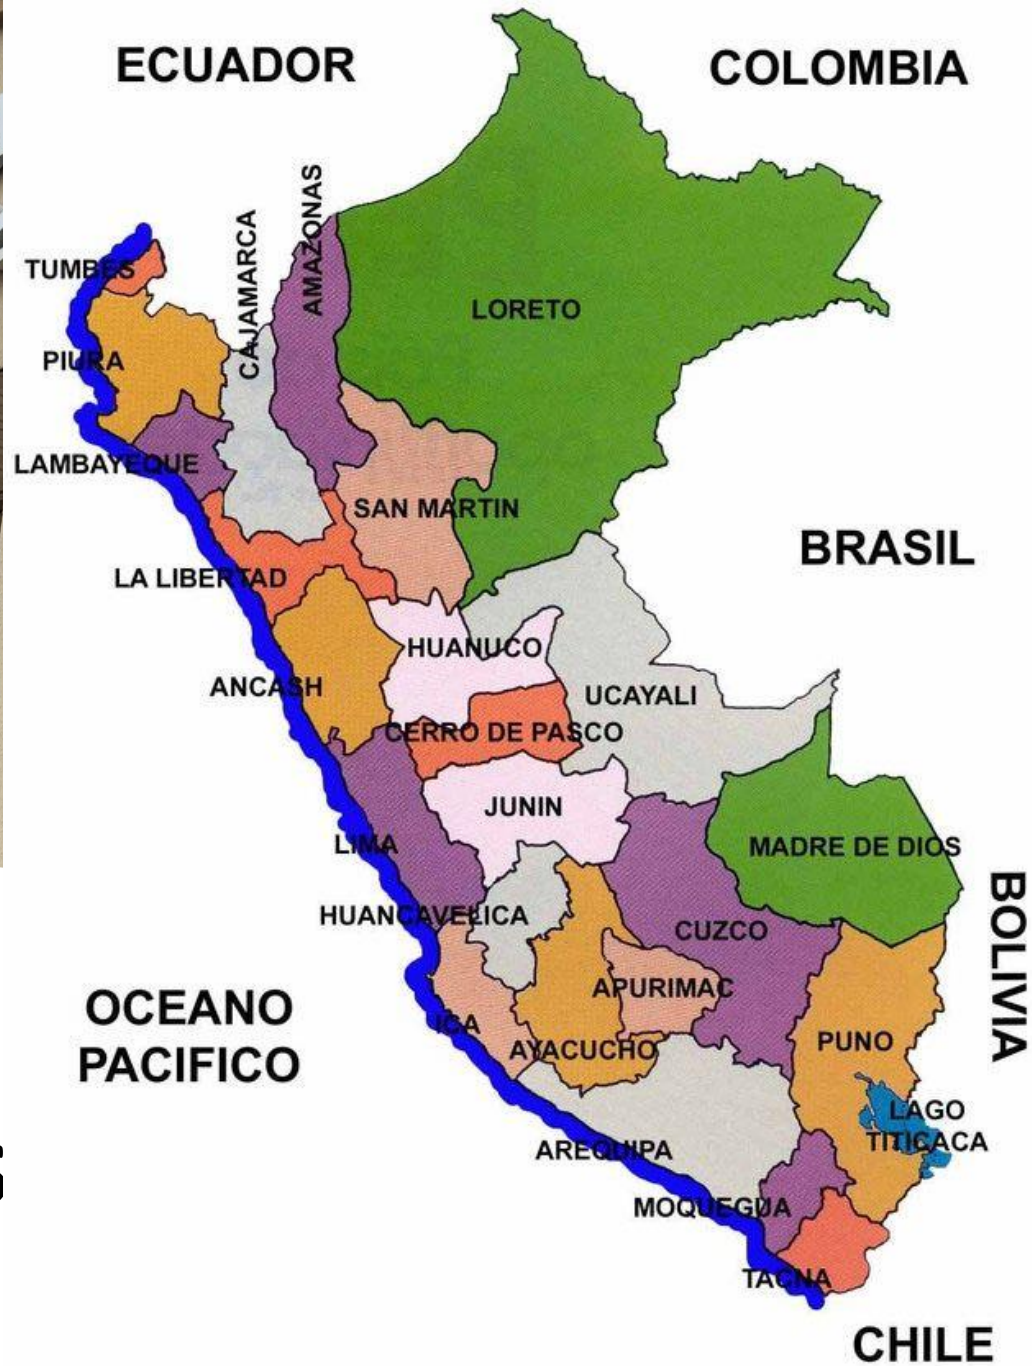 ECUADOR
COLOMBIA
AMAZONAS
CAJAMARCA
TUMBES
LORETO
PIURA
LAMBAYEQUE
SAN MARTIN
BRASIL
LA LIBERTAD
HUANUCO
ANCASH
UCAYALI
CERRO DE PASCO
JUNIN
LIMA
MADRE DE DIOS
HUANCAVELICA
CUZCO
BOLIVIA
APURIMAC
OCEANO
PACIFICO
ICA
AYACUCHO
PUNO
LAGO
TITICACA
AREQUIPA
MOQUEGUA
TACNA
CHILE